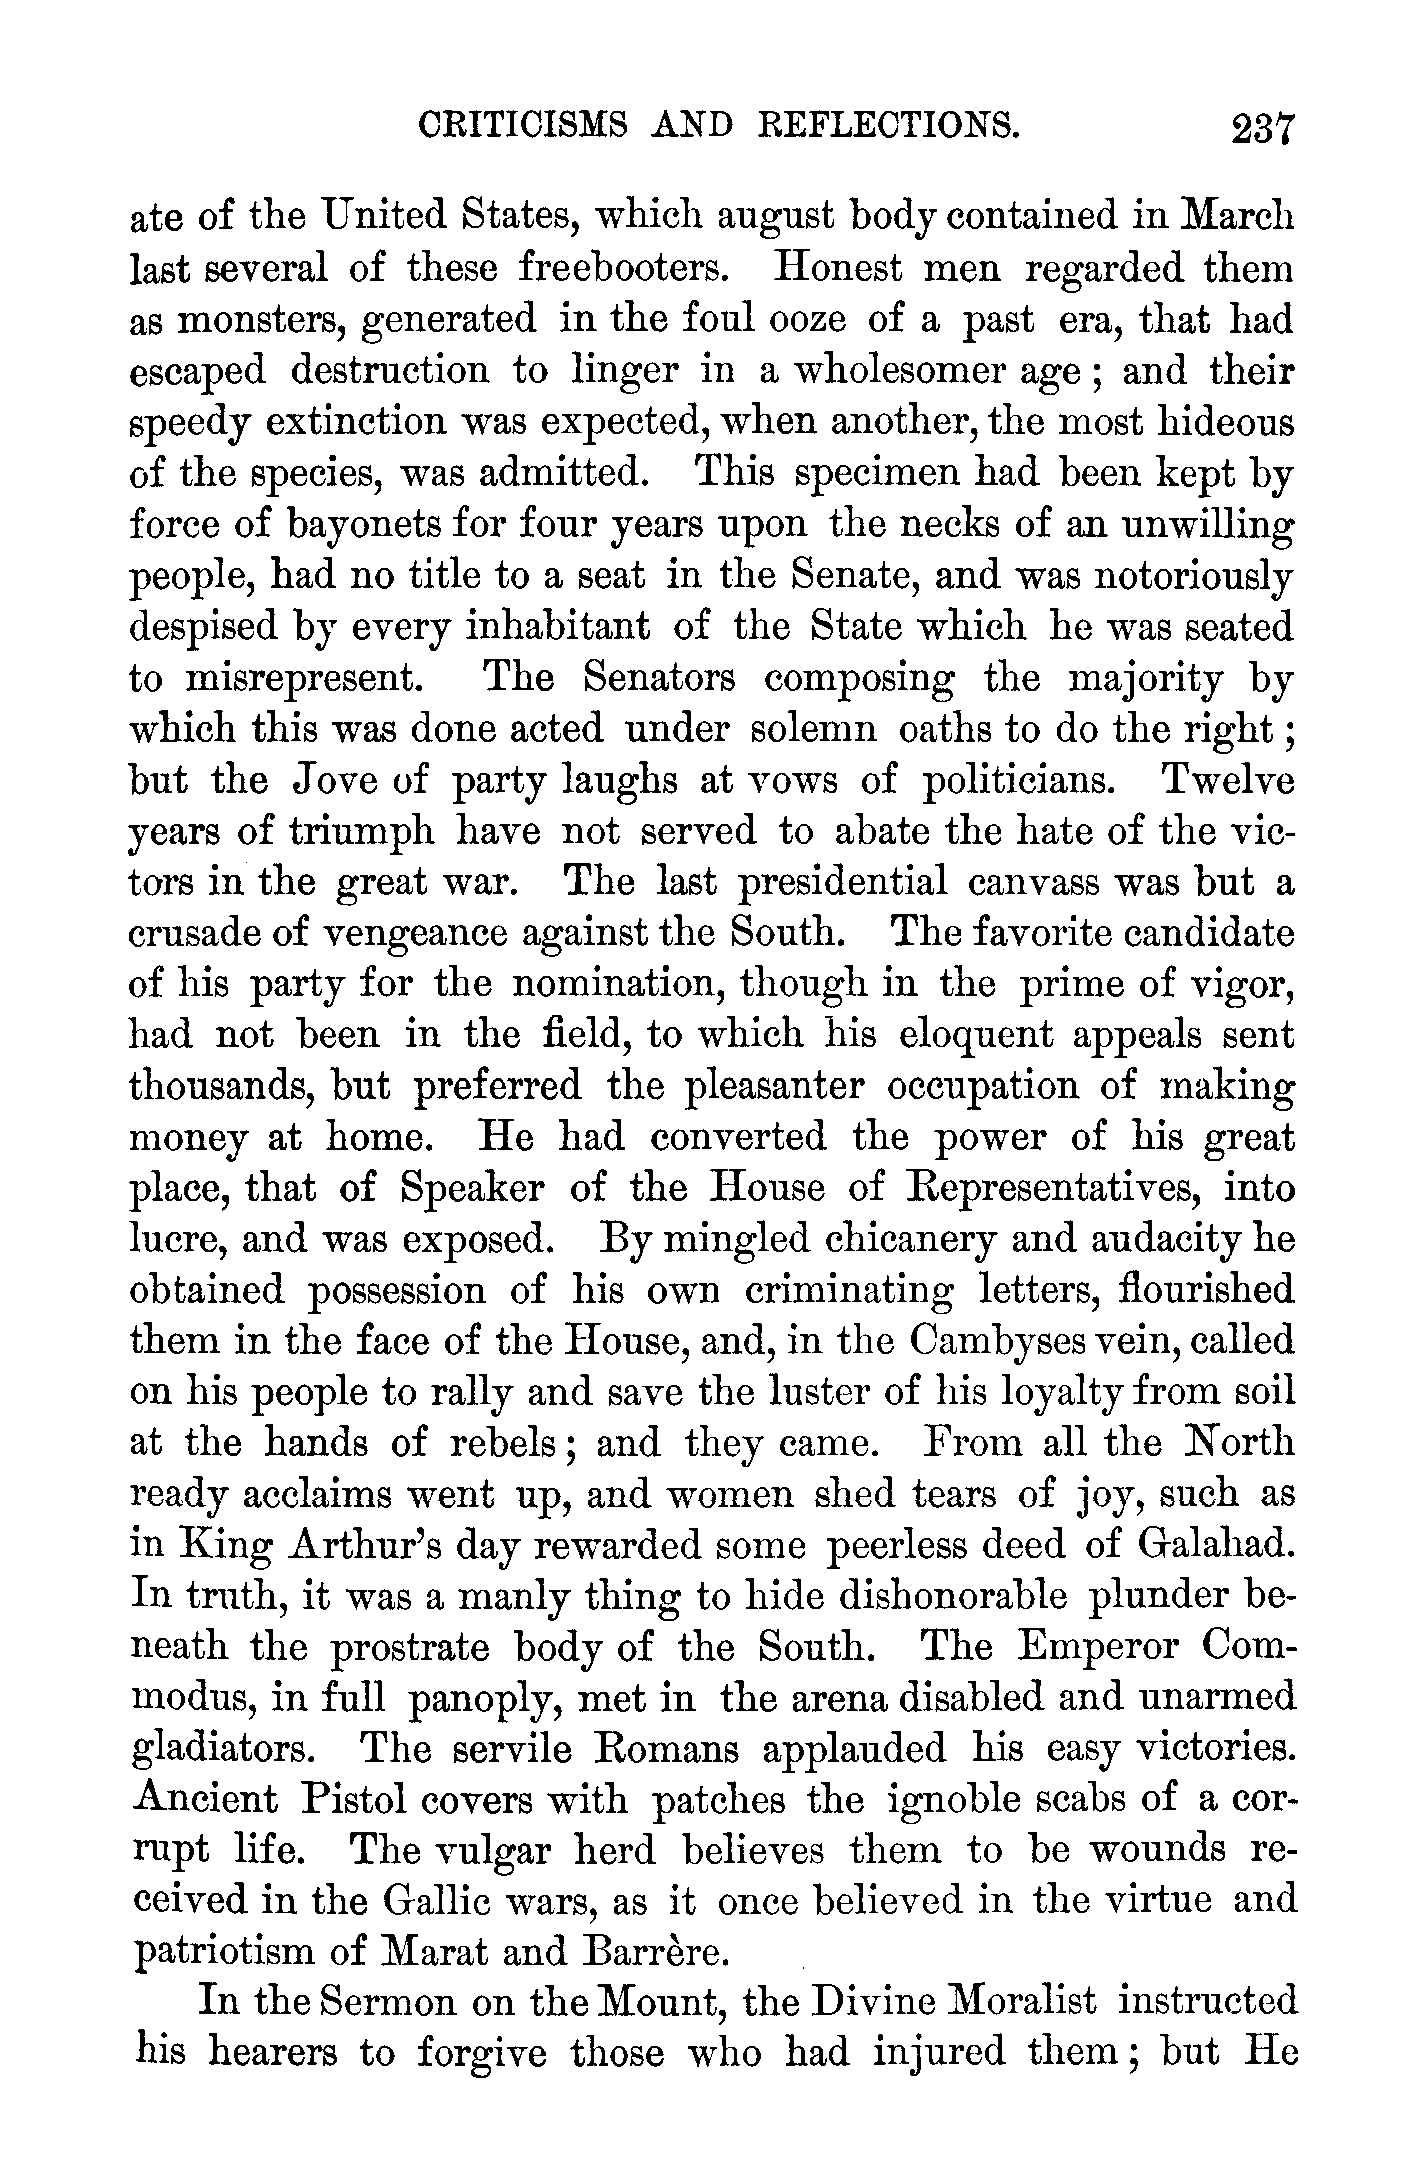 CRITICISMS AND REFLECTIONS. 237
ate of the United States, which august body contained in March
last several of these freebooters. Honest men regarded them
as monsters, generated in the foul ooze of a past era, that had
escaped destruction to linger in a wholesomer age ; and their
speedy extinction was expected, when another, the most hideous
of the species, was admitted. This specimen had been kept by
force of bayonets for four years upon the necks of an unwilling
people, had no title to a seat in the Senate, and was notoriously
despised by every inhabitant of the State which he was seated
to misrepresent. The Senators composing the majority by
which this was done acted under solemn oaths to do the right ;
but the Jove of party laughs at vows of politicians. Twelve
years of triumph have not served to abate the hate of the vic-
tors in the great war. The last presidential canvass was but a
crusade of vengeance against the South. The favorite candidate
of his party for the nomination, though in the prime of vigor,
had not been in the field, to which his eloquent appeals sent
thousands, but preferred the pleasanter occupation of making
money at home. He had converted the power of his great
place, that of Speaker of the House of Representatives, into
lucre, and was exposed. By mingled chicanery and audacity he
obtained possession of his own criminating letters, flourished
them in the face of the House, and, in the Cambyses vein, called
on his people to rally and save the luster of his loyalty from soil
at the hands of rebels ; and they came. From all the North
ready acclaims went up, and women shed tears of joy, such as
in King Arthur's day rewarded some peerless deed of Galahad.
In truth, it was a manly thing to hide dishonorable plunder be-
neath the prostrate body of the South. The Emperor Com-
modus, in full panoply, met in the arena disabled and unarmed
gladiators. The servile Romans applauded his easy victories.
Ancient Pistol covers with patches the ignoble scabs of a cor-
rupt life. The vulgar herd believes them to be wounds re-
ceived in the Gallic wars, as it once believed in the virtue and
patriotism of Marat and Barrère.
In the Sermon on the Mount, the Divine Moralist instructed
his hearers to forgive those who had injured them ; but He